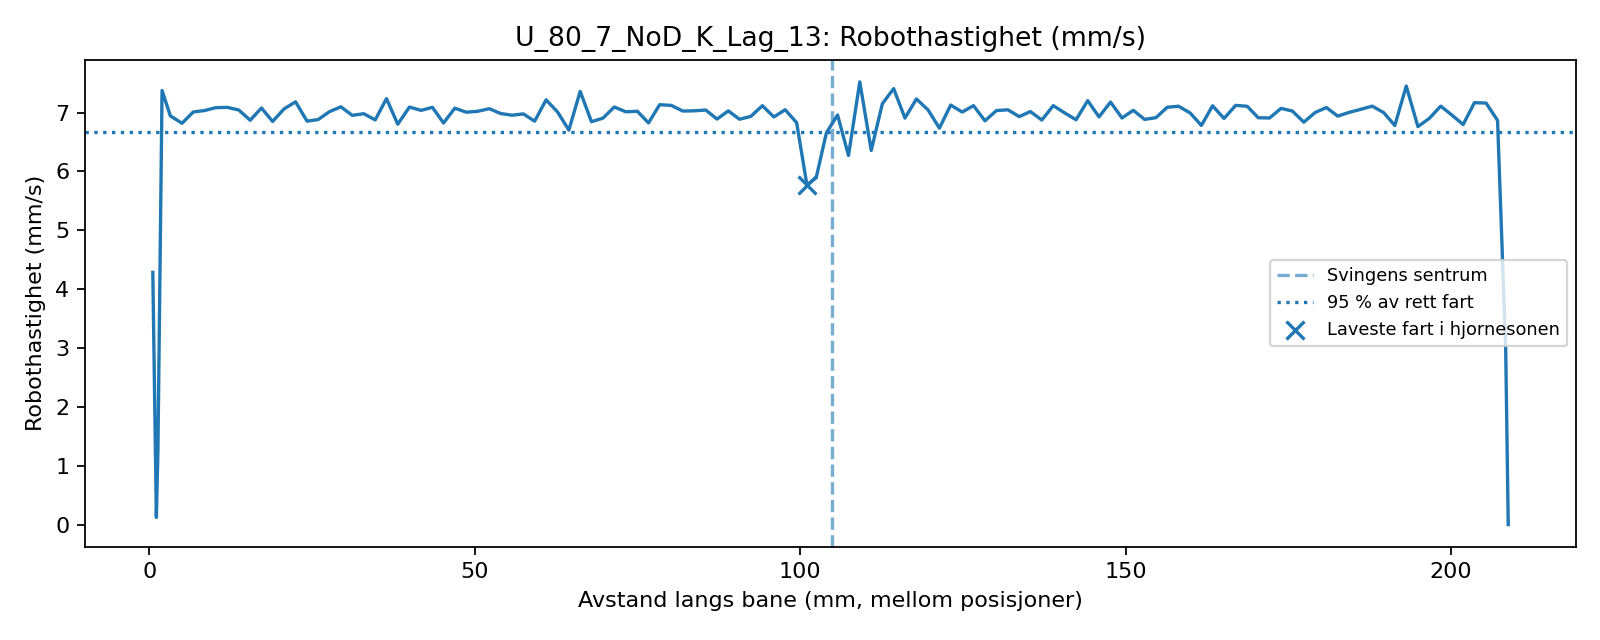 U_80_7_NoD_K_Lag_13: Robothastighet (mm/s)
Robothastighet (mm/s)
7
6
5
4
3
2
1
0
Svingens sentrum
95 % av rett fart
Laveste fart i hjornesonen
0 50 100 150 200
Avstand langs bane (mm, mellom posisjoner)